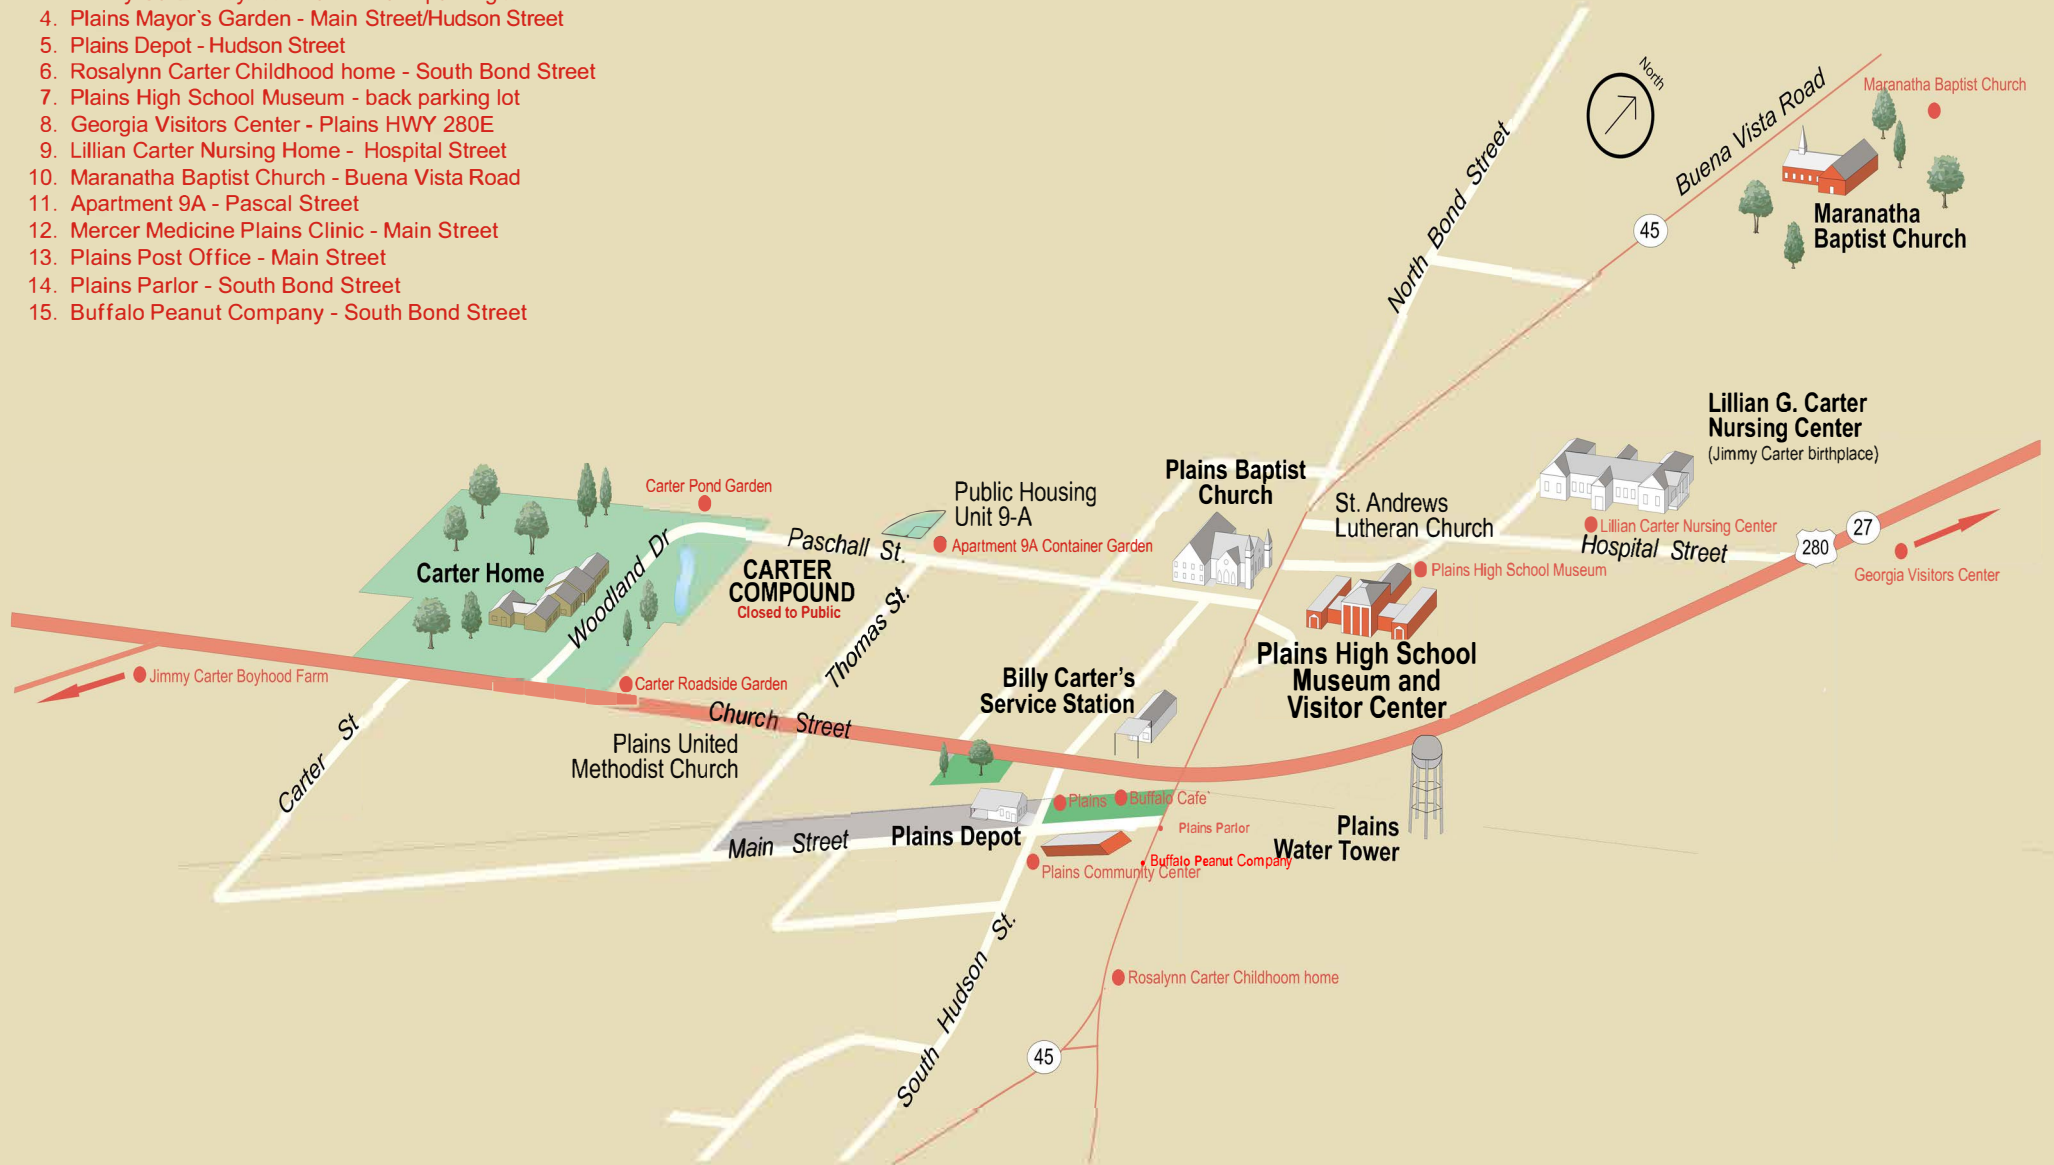 4. Plains Mayor`s Garden - Main Street/Hudson Street
5. Plains Depot - Hudson Street
6. Rosalynn Carter Childhood home - South Bond Street
7. Plains High School Museum - back parking lot
8. Georgia Visitors Center - Plains HWY 280E
9. Lillian Carter Nursing Home - Hospital Street
10. Maranatha Baptist Church - Buena Vista Road
11. Apartment 9A - Pascal Street
12. Mercer Medicine Plains Clinic - Main Street
13. Plains Post Office - Main Street
14. Plains Parlor - South Bond Street
15. Buffalo Peanut Company - South Bond Street
North
Buena Vista Road
Maranatha Baptist Church
Maranatha
Baptist Church
45
North Bond Street
Lillian G. Carter
Nursing Center
(Jimmy Carter birthplace)
Plains Baptist
Church
St. Andrews
Lutheran Church
Lillian Carter Nursing Center
Hospital Street
280
27
Georgia Visitors Center
Plains High School Museum
Carter Pond Garden
Public Housing
Unit 9-A
Apartment 9A Container Garden
Paschall St.
Carter Home
Woodland Dr
CARTER
COMPOUND
Closed to Public
Thomas St.
Plains High School
Museum and
Visitor Center
Billy Carter's
Service Station
Jimmy Carter Boyhood Farm
Carter Roadside Garden
Church Street
Plains United
Methodist Church
Carter St
Plains
Buffalo Cafe`
Plains Parlor
Main Street
Plains Depot
Plains
Water Tower
Buffalo Peanut Company
Plains Community Center
South Hudson St.
Rosalynn Carter Childhoom home
45